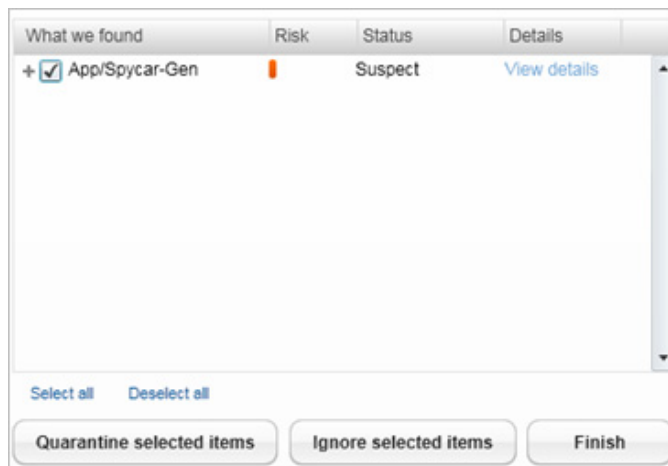 What we found Risk Status Details
App/Spycar-Gen Suspect View details
Select all Deselect all
Quarantine selected items Ignore selected items Finish